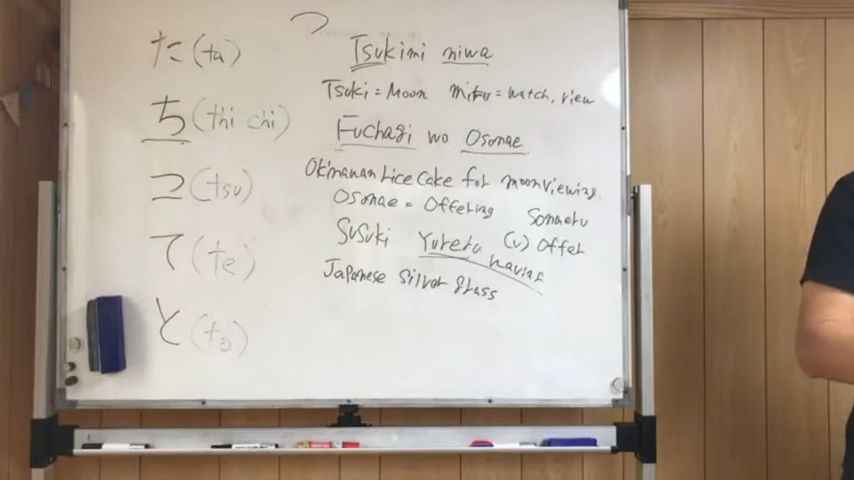 つ
た (ta)
ち (thi chi)
コ (tsu)
て (te)
と (to)
Tsukimi niwa
Tsuki = Moon miru = watch, view
Fuchagi wo Osonae
Okinawan Rice Cake for moonviewing.
Osonae = Offering Sonaeru
(v) Offer
Susuki Yureru
waving
Japanese Silver Grass